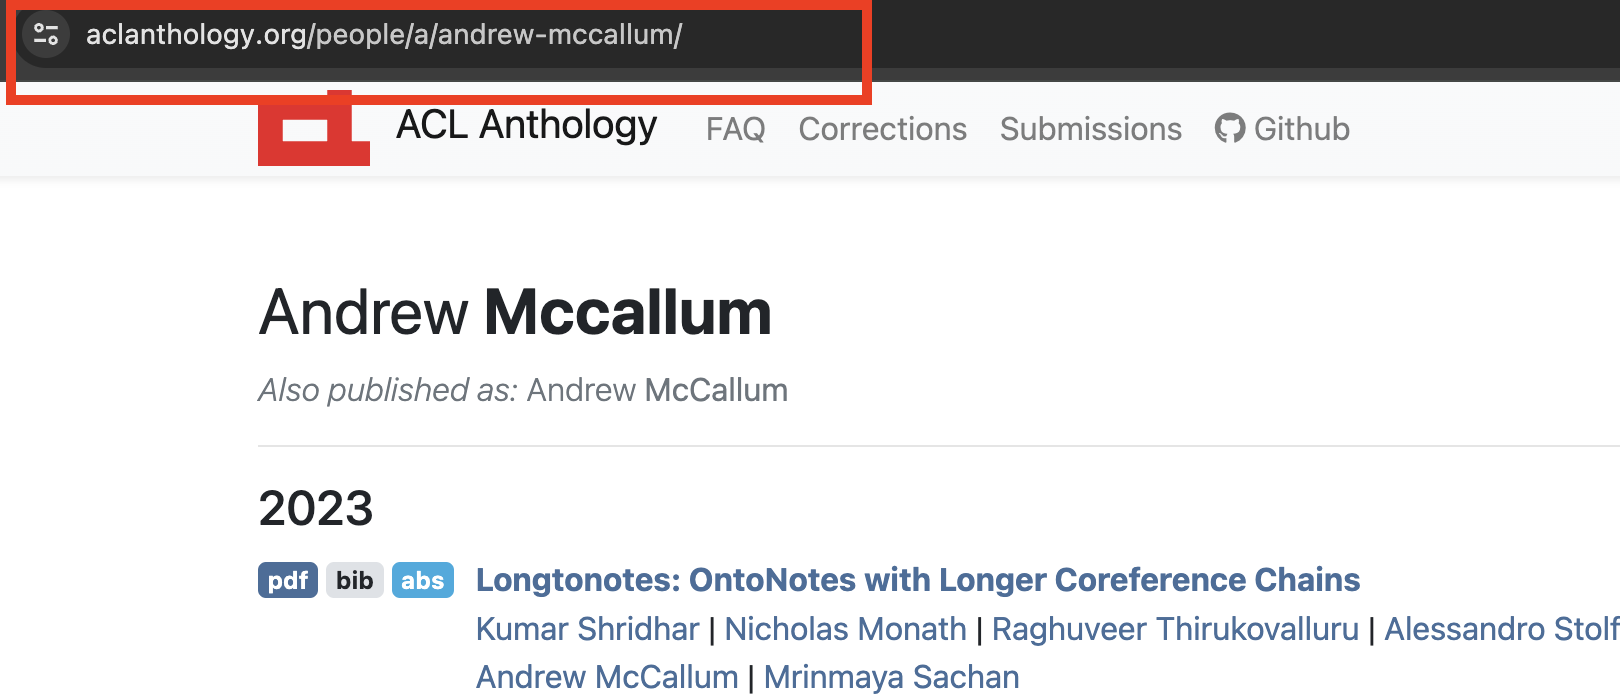 aclanthology.org/people/a/andrew-mccallum/
ACL Anthology FAQ Corrections Submissions Github
Andrew Mccallum
Also published as: Andrew McCallum
2023
pdf bib abs Longtonotes: OntoNotes with Longer Coreference Chains
Kumar Shridhar | Nicholas Monath | Raghuveer Thirukovalluru | Alessandro Stolf
Andrew McCallum | Mrinmaya Sachan